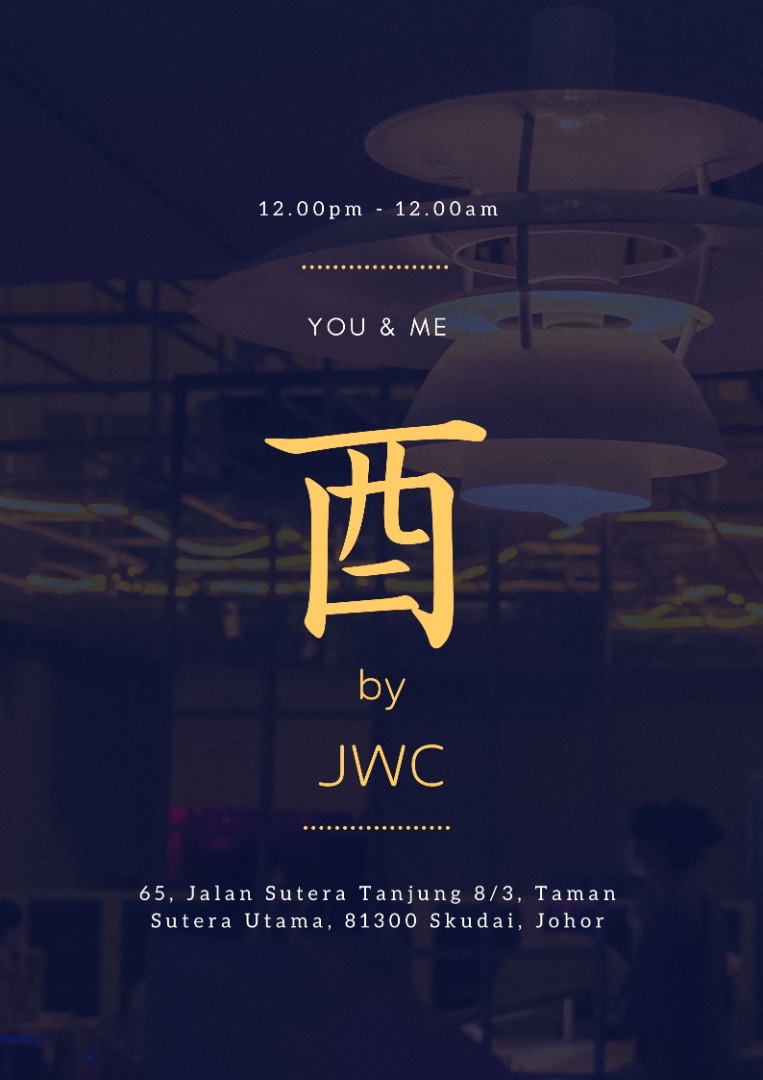 12.00pm - 12.00am
YOU & ME
酉
by
JWC
65, Jalan Sutera Tanjung 8/3, Taman
Sutera Utama, 81300 Skudai, Johor